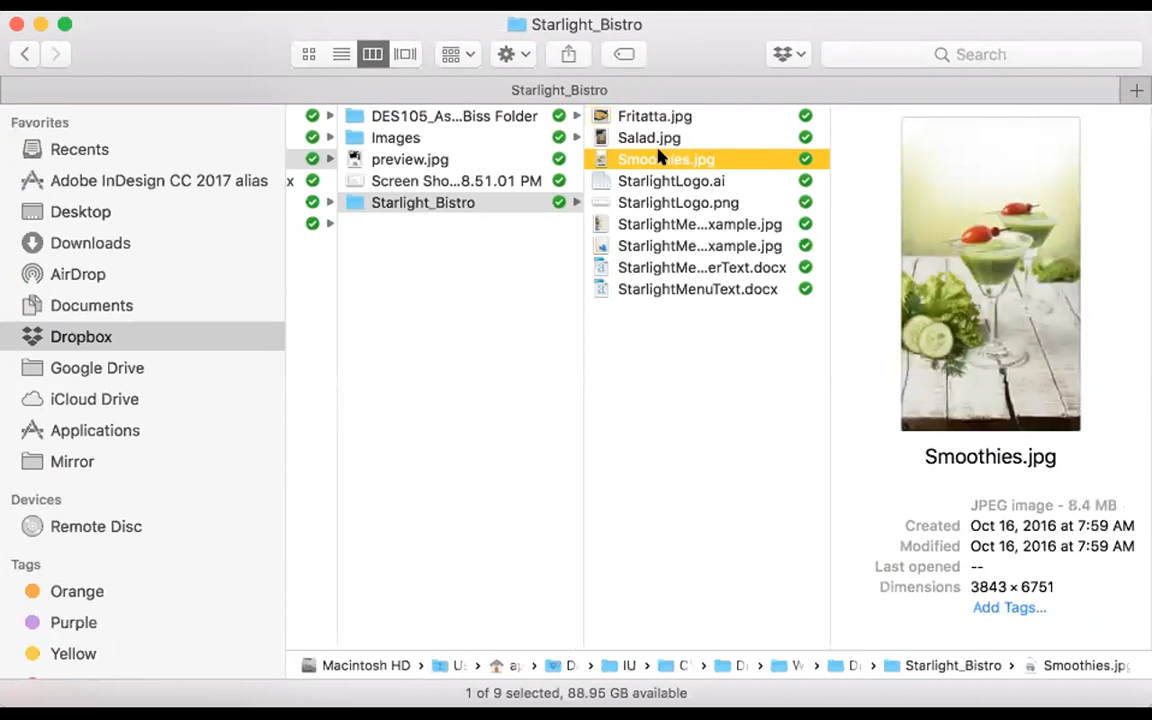 Starlight_Bistro
Search
Starlight_Bistro
Favorites
Recents
Adobe InDesign CC 2017 alias
Desktop
Downloads
AirDrop
Documents
Dropbox
Google Drive
iCloud Drive
Applications
Mirror
Devices
Remote Disc
Tags
Orange
Purple
Yellow
x
DES105_As...Biss Folder
Images
preview.jpg
Screen Sho...8.51.01 PM
Starlight_Bistro
Fritatta.jpg
Salad.jpg
Smoothies.jpg
StarlightLogo.ai
StarlightLogo.png
StarlightMe...xample.jpg
StarlightMe...xample.jpg
StarlightMe...erText.docx
StarlightMenuText.docx
Smoothies.jpg
JPEG image - 8.4 MB
Created Oct 16, 2016 at 7:59 AM
Modified Oct 16, 2016 at 7:59 AM
Last opened --
Dimensions 3843 × 6751
Add Tags...
Macintosh HD › U › ap › D › IU › C › D › W › D › Starlight_Bistro › Smoothies.jpg
1 of 9 selected, 88.95 GB available